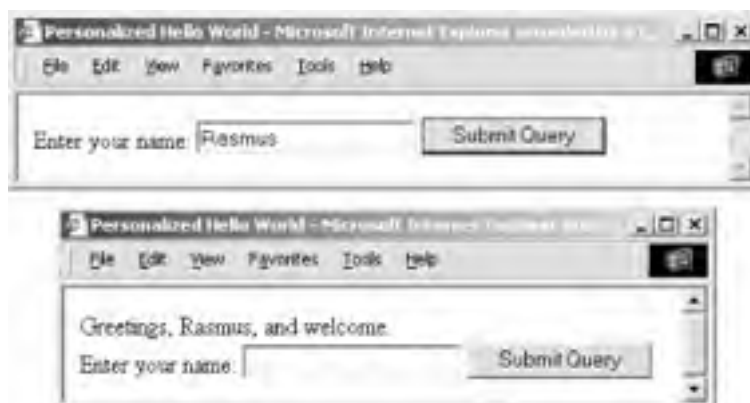 Personalized Hello World - Microsoft Internet Explorer
File Edit View Favorites Tools Help
Enter your name: Rasmus Submit Query
Personalized Hello World - Microsoft Internet Explorer
File Edit View Favorites Tools Help
Greetings, Rasmus, and welcome.
Enter your name: Submit Query